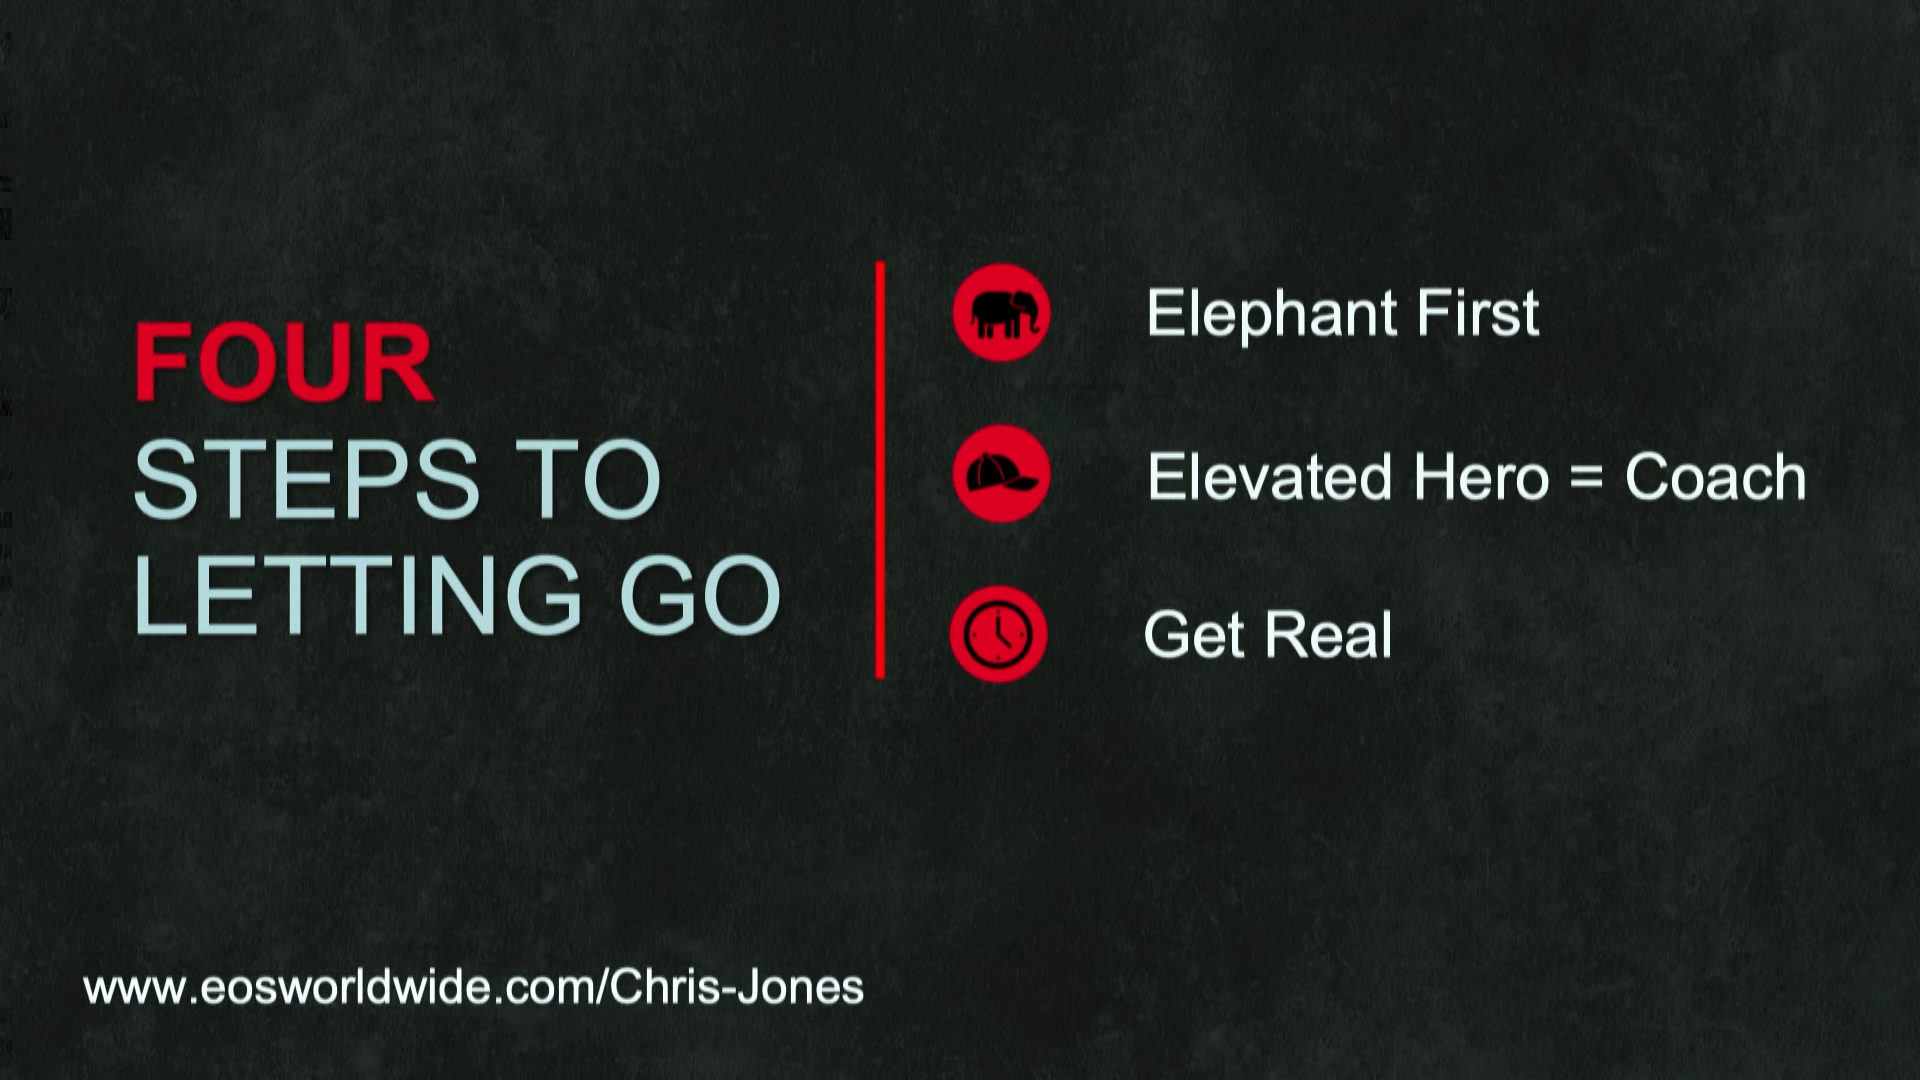 FOUR
STEPS TO
LETTING GO
Elephant First
Elevated Hero = Coach
Get Real
www.eosworldwide.com/Chris-Jones